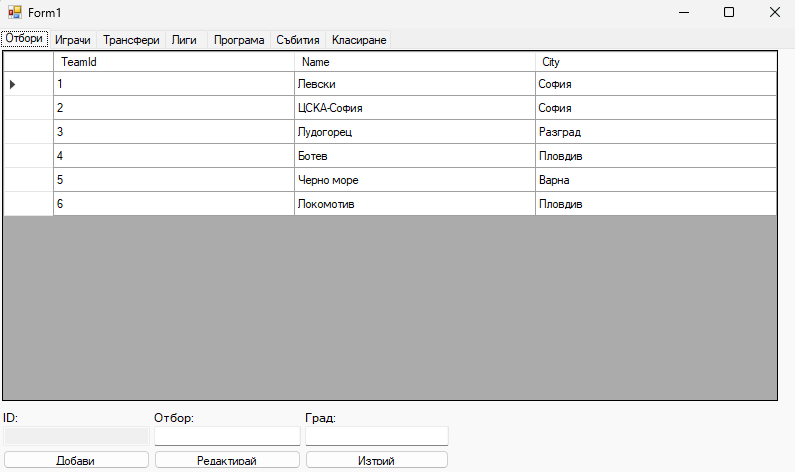 Form1
Отбори Играчи Трансфери Лиги Програма Събития Класиране
TeamId Name City
1 Левски София
2 ЦСКА-София София
3 Лудогорец Разград
4 Ботев Пловдив
5 Черно море Варна
6 Локомотив Пловдив
ID: Отбор: Град:
Добави Редактирай Изтрий